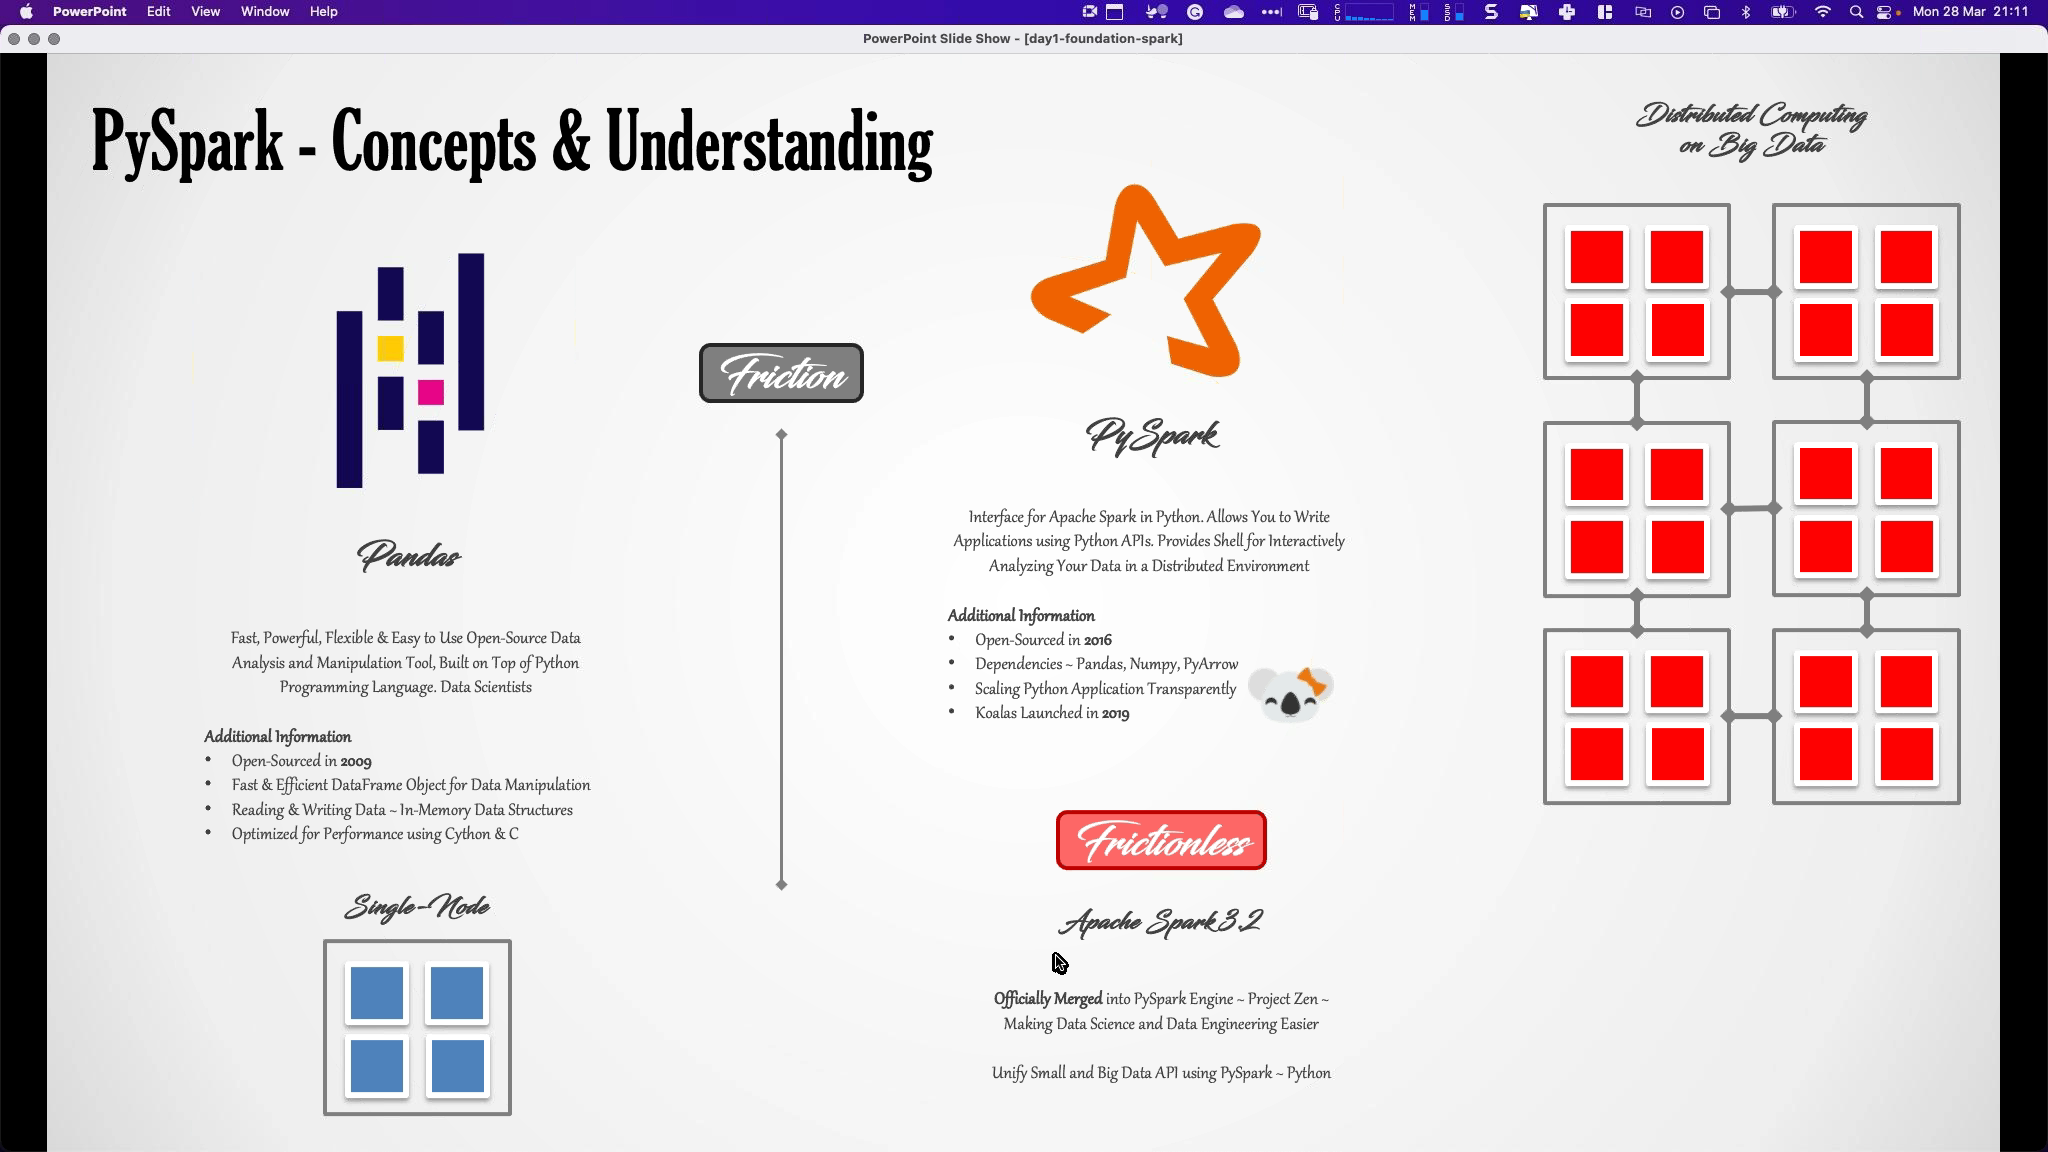 PowerPoint Edit View Window Help
Mon 28 Mar 21:11
PowerPoint Slide Show - [day1-foundation-spark]
PySpark - Concepts & Understanding
Pandas
Fast, Powerful, Flexible & Easy to Use Open-Source Data
Analysis and Manipulation Tool, Built on Top of Python
Programming Language. Data Scientists
Additional Information
• Open-Sourced in 2009
• Fast & Efficient DataFrame Object for Data Manipulation
• Reading & Writing Data ~ In-Memory Data Structures
• Optimized for Performance using Cython & C
Single-Node
Friction
PySpark
Interface for Apache Spark in Python. Allows You to Write
Applications using Python APIs. Provides Shell for Interactively
Analyzing Your Data in a Distributed Environment
Additional Information
• Open-Sourced in 2016
• Dependencies ~ Pandas, Numpy, PyArrow
• Scaling Python Application Transparently
• Koalas Launched in 2019
Frictionless
Apache Spark 3.2
Officially Merged into PySpark Engine ~ Project Zen ~
Making Data Science and Data Engineering Easier
Unify Small and Big Data API using PySpark ~ Python
Distributed Computing
on Big Data